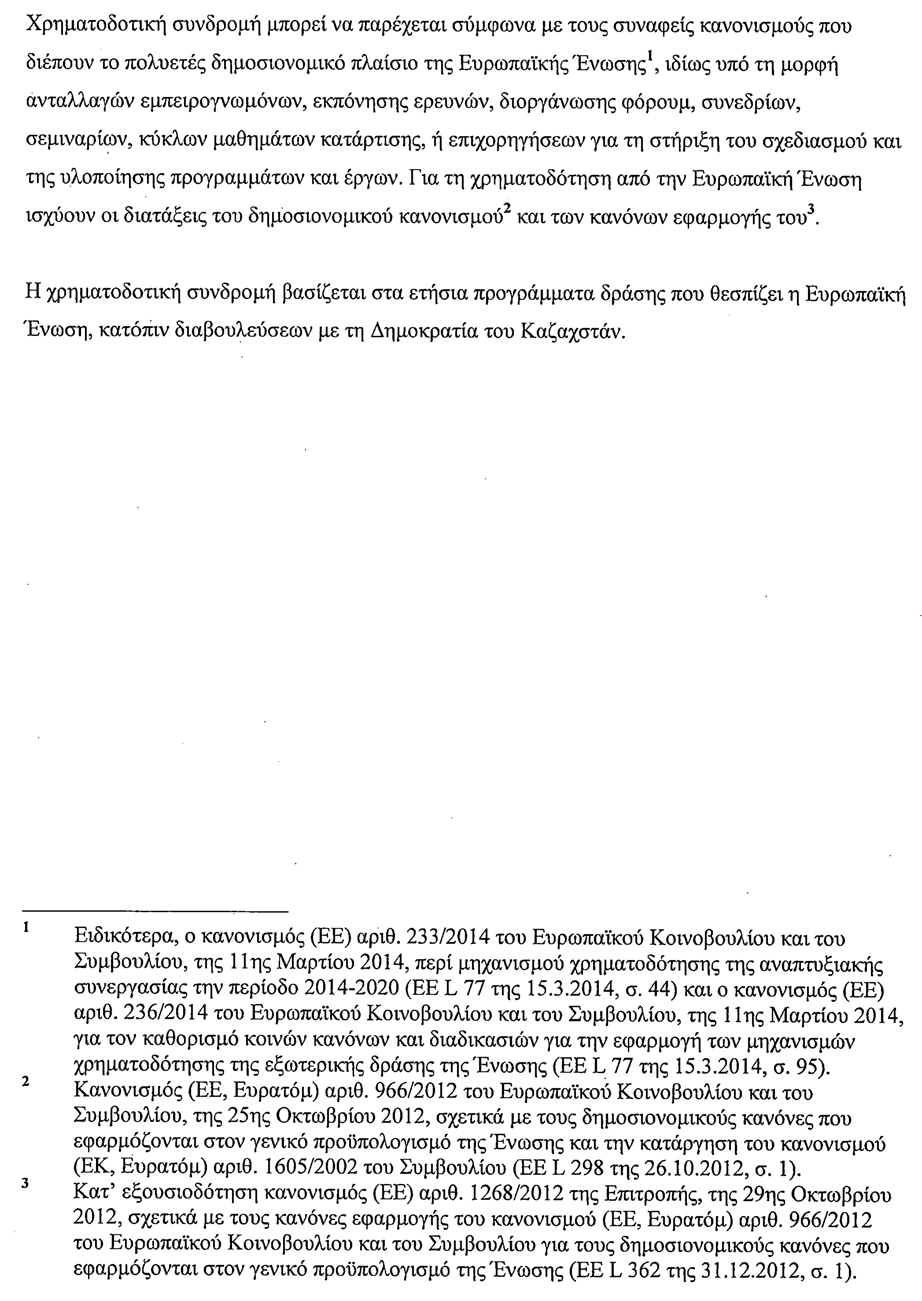 Χρηματοδοτική συνδρομή μπορεί να παρέχεται σύμφωνα με τους συναφείς κανονισμούς που
διέπουν το πολυετές δημοσιονομικό πλαίσιο της Ευρωπαϊκής Ένωσης¹, ιδίως υπό τη μορφή
ανταλλαγών εμπειρογνωμόνων, εκπόνησης ερευνών, διοργάνωσης φόρουμ, συνεδρίων,
σεμιναρίων, κύκλων μαθημάτων κατάρτισης, ή επιχορηγήσεων για τη στήριξη του σχεδιασμού και
της υλοποίησης προγραμμάτων και έργων. Για τη χρηματοδότηση από την Ευρωπαϊκή Ένωση
ισχύουν οι διατάξεις του δημοσιονομικού κανονισμού² και των κανόνων εφαρμογής του³.
Η χρηματοδοτική συνδρομή βασίζεται στα ετήσια προγράμματα δράσης που θεσπίζει η Ευρωπαϊκή
Ένωση, κατόπιν διαβουλεύσεων με τη Δημοκρατία του Καζαχστάν.
1 Ειδικότερα, ο κανονισμός (ΕΕ) αριθ. 233/2014 του Ευρωπαϊκού Κοινοβουλίου και του
Συμβουλίου, της 11ης Μαρτίου 2014, περί μηχανισμού χρηματοδότησης της αναπτυξιακής
συνεργασίας την περίοδο 2014-2020 (ΕΕ L 77 της 15.3.2014, σ. 44) και ο κανονισμός (ΕΕ)
αριθ. 236/2014 του Ευρωπαϊκού Κοινοβουλίου και του Συμβουλίου, της 11ης Μαρτίου 2014,
για τον καθορισμό κοινών κανόνων και διαδικασιών για την εφαρμογή των μηχανισμών
χρηματοδότησης της εξωτερικής δράσης της Ένωσης (ΕΕ L 77 της 15.3.2014, σ. 95).
2 Κανονισμός (ΕΕ, Ευρατόμ) αριθ. 966/2012 του Ευρωπαϊκού Κοινοβουλίου και του
Συμβουλίου, της 25ης Οκτωβρίου 2012, σχετικά με τους δημοσιονομικούς κανόνες που
εφαρμόζονται στον γενικό προϋπολογισμό της Ένωσης και την κατάργηση του κανονισμού
(ΕΚ, Ευρατόμ) αριθ. 1605/2002 του Συμβουλίου (ΕΕ L 298 της 26.10.2012, σ. 1).
3 Κατ’ εξουσιοδότηση κανονισμός (ΕΕ) αριθ. 1268/2012 της Επιτροπής, της 29ης Οκτωβρίου
2012, σχετικά με τους κανόνες εφαρμογής του κανονισμού (ΕΕ, Ευρατόμ) αριθ. 966/2012
του Ευρωπαϊκού Κοινοβουλίου και του Συμβουλίου για τους δημοσιονομικούς κανόνες που
εφαρμόζονται στον γενικό προϋπολογισμό της Ένωσης (ΕΕ L 362 της 31.12.2012, σ. 1).